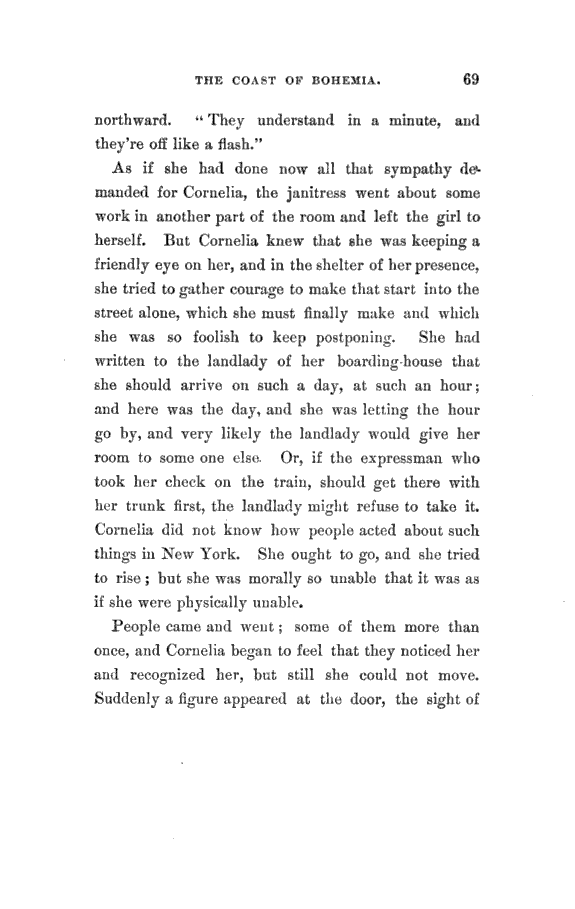 THE COAST OF BOHEMIA. 69
northward. "They understand in a minute, and
they're off like a flash."
As if she had done now all that sympathy de-
manded for Cornelia, the janitress went about some
work in another part of the room and left the girl to
herself. But Cornelia knew that she was keeping a
friendly eye on her, and in the shelter of her presence,
she tried to gather courage to make that start into the
street alone, which she must finally make and which
she was so foolish to keep postponing. She had
written to the landlady of her boarding-house that
she should arrive on such a day, at such an hour;
and here was the day, and she was letting the hour
go by, and very likely the landlady would give her
room to some one else. Or, if the expressman who
took her check on the train, should get there with
her trunk first, the landlady might refuse to take it.
Cornelia did not know how people acted about such
things in New York. She ought to go, and she tried
to rise; but she was morally so unable that it was as
if she were physically unable.
People came and went; some of them more than
once, and Cornelia began to feel that they noticed her
and recognized her, but still she could not move.
Suddenly a figure appeared at the door, the sight of